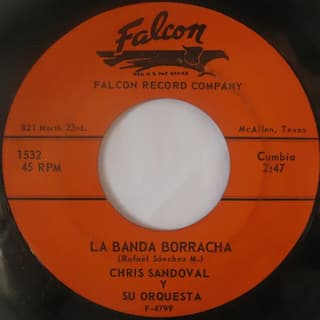 Falcon
REG. U.S. PAT. OFFICE
FALCON RECORD COMPANY
821 North 23rd.
McAllen, Texas
1532
45 RPM
Cumbia
2:47
LA BANDA BORRACHA
(Rafaél Sánchez M.)
CHRIS SANDOVAL
Y
SU ORQUESTA
F-4799